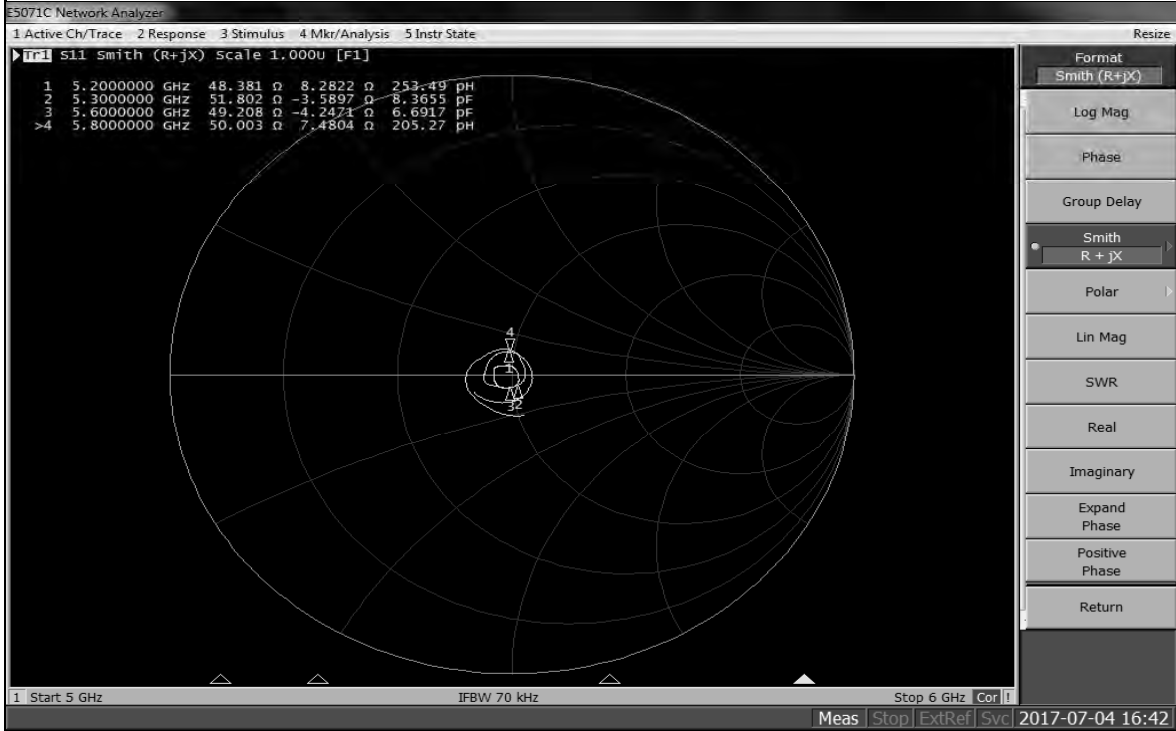 E5071C Network Analyzer
1 Active Ch/Trace 2 Response 3 Stimulus 4 Mkr/Analysis 5 Instr State Resize
Tr1 S11 Smith (R+jX) Scale 1.000U [F1]
1 5.2000000 GHz 48.381 Ω 8.2822 Ω 253.49 pH
2 5.3000000 GHz 51.802 Ω -3.5897 Ω 8.3655 pF
3 5.6000000 GHz 49.208 Ω -4.2471 Ω 6.6917 pF
>4 5.8000000 GHz 50.003 Ω 7.4804 Ω 205.27 pH
4
1
32
Format
Smith (R+jX)
Log Mag
Phase
Group Delay
Smith
R + jX
Polar
Lin Mag
SWR
Real
Imaginary
Expand
Phase
Positive
Phase
Return
1 Start 5 GHz IFBW 70 kHz Stop 6 GHz Cor !
Meas Stop ExtRef Svc 2017-07-04 16:42